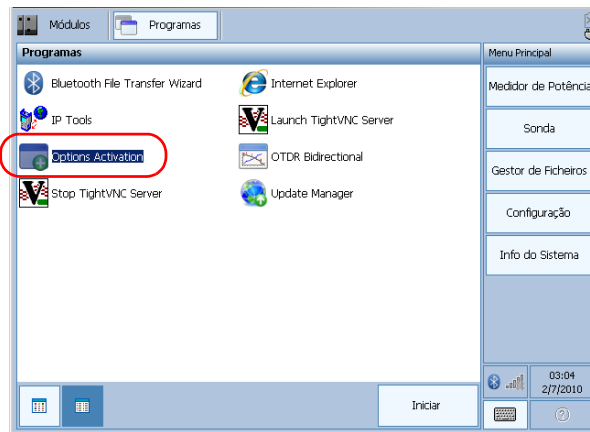 Módulos
Programas
Programas
Bluetooth File Transfer Wizard
Internet Explorer
IP Tools
Launch TightVNC Server
Options Activation
OTDR Bidirectional
Stop TightVNC Server
Update Manager
Iniciar
Menu Principal
Medidor de Potência
Sonda
Gestor de Ficheiros
Configuração
Info do Sistema
03:04
2/7/2010